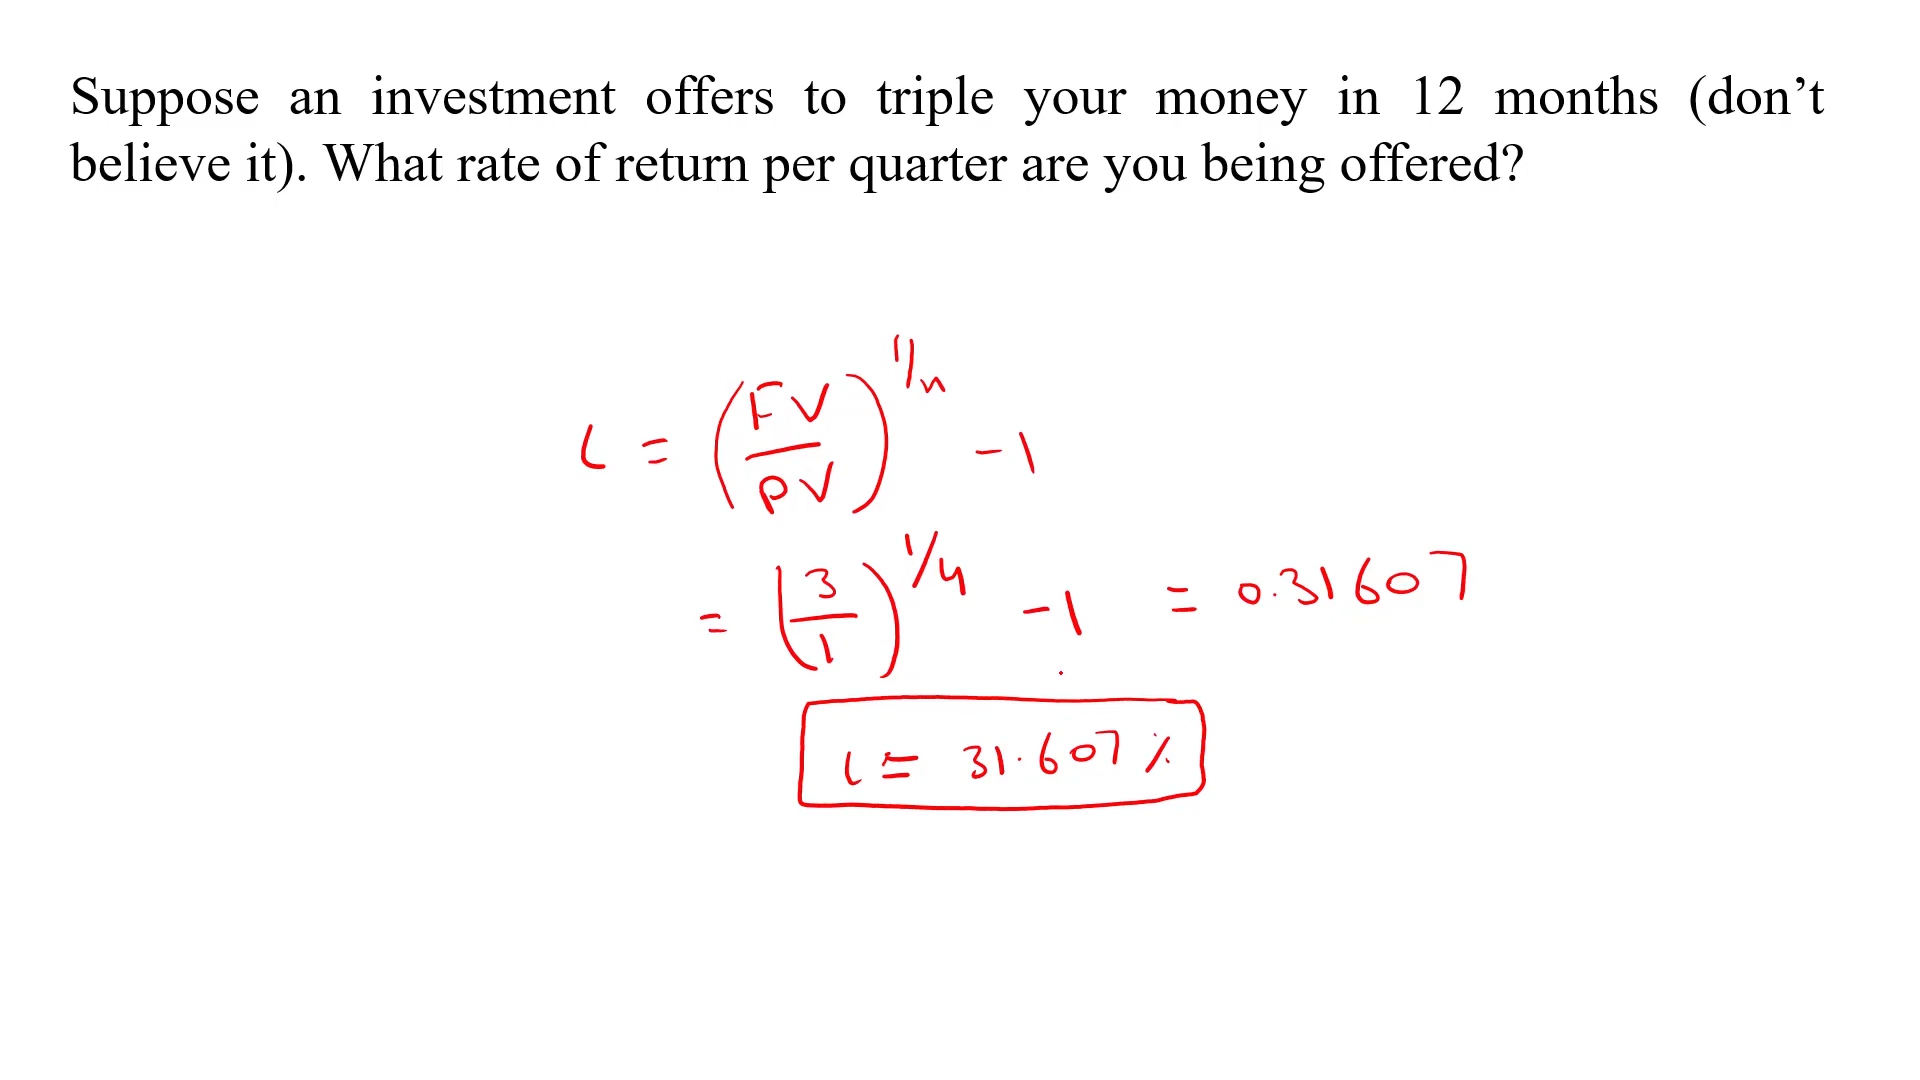 Suppose an investment offers to triple your money in 12 months (don’t
believe it). What rate of return per quarter are you being offered?
i = (FV/PV)^1/n - 1
= (3/1)^1/4 - 1 = 0.31607
i = 31.607 %